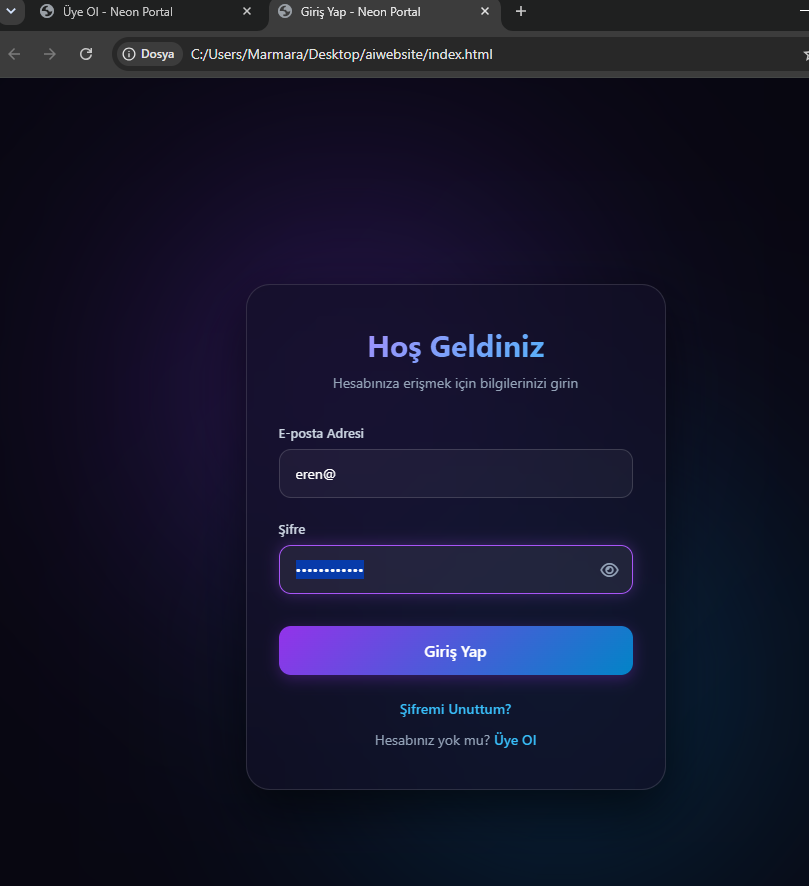 Üye Ol - Neon Portal
Giriş Yap - Neon Portal
Dosya
C:/Users/Marmara/Desktop/aiwebsite/index.html
Hoş Geldiniz
Hesabınıza erişmek için bilgilerinizi girin
E-posta Adresi
eren@
Şifre
••••••••••••
Giriş Yap
Şifremi Unuttum?
Hesabınız yok mu? Üye Ol